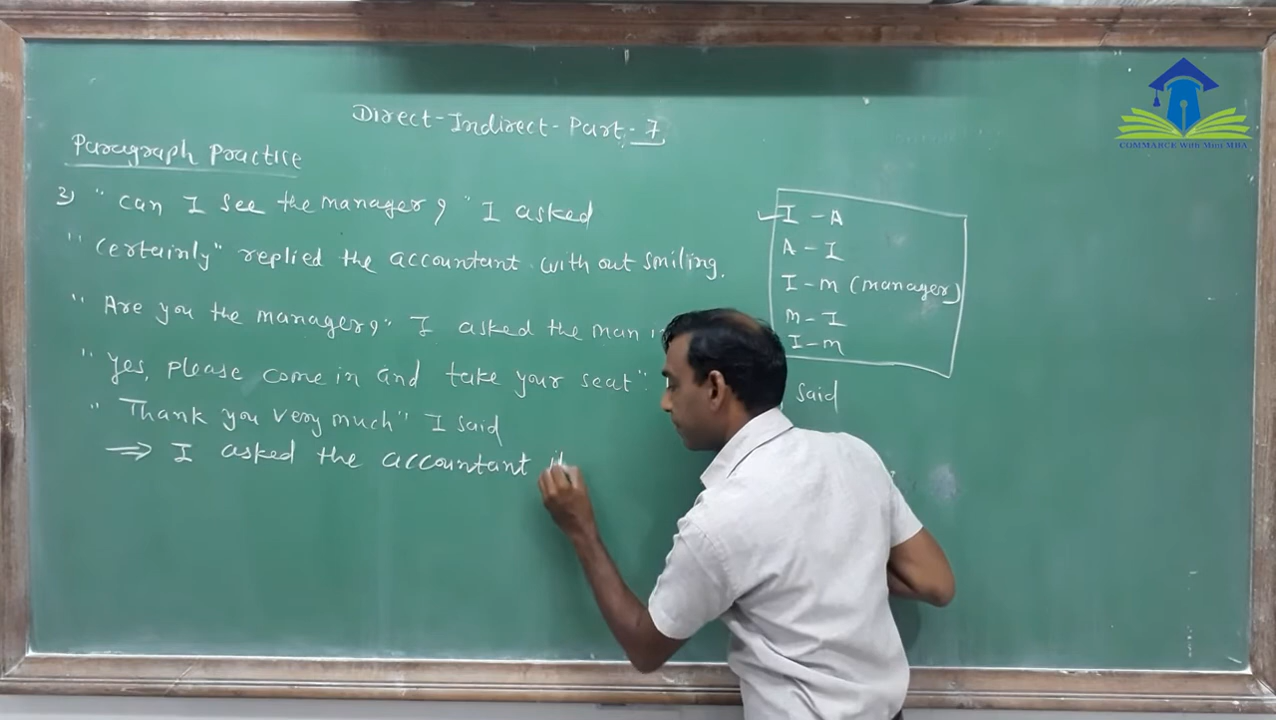 Direct-Indirect-Part-7
Paragraph Practice
3) "Can I see the manager?" I asked
"Certainly" replied the accountant without smiling.
"Are you the manager?" I asked the man
"Yes, please come in and take your seat"
said
"Thank you very much" I said
⇒ I asked the accountant
I - A
A - I
I - m (manager)
m - I
I - m
COMMARCE With Mun MBA